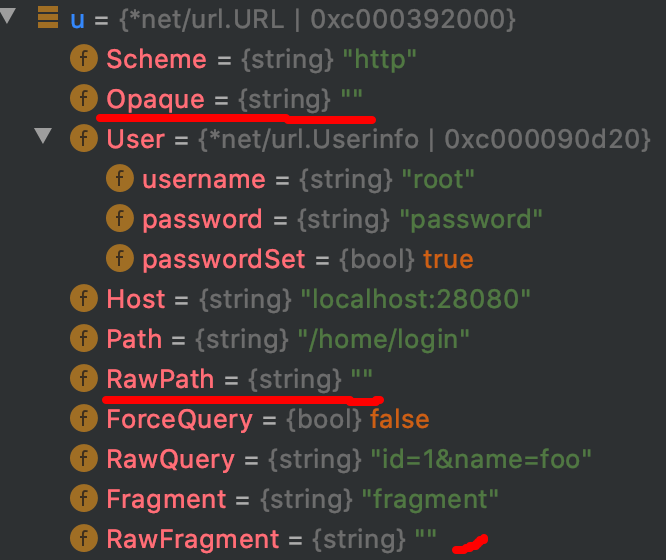 u = {*net/url.URL | 0xc000392000}
f Scheme = {string} "http"
f Opaque = {string} ""
f User = {*net/url.Userinfo | 0xc000090d20}
f username = {string} "root"
f password = {string} "password"
f passwordSet = {bool} true
f Host = {string} "localhost:28080"
f Path = {string} "/home/login"
f RawPath = {string} ""
f ForceQuery = {bool} false
f RawQuery = {string} "id=1&name=foo"
f Fragment = {string} "fragment"
f RawFragment = {string} ""